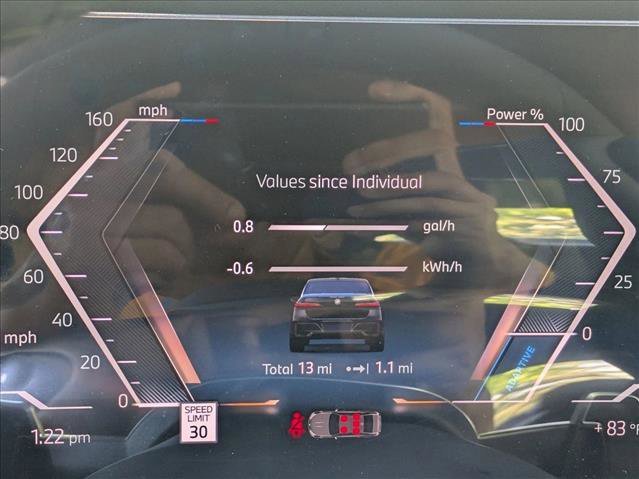 160 mph
Power % 100
120
75
100
Values since Individual
80
0.8 gal/h
-0.6 kWh/h
60
25
40
mph
0
20
Total 13 mi 1.1 mi
ADAPTIVE
0
SPEED
LIMIT
30
1:22 pm
+ 83 °F